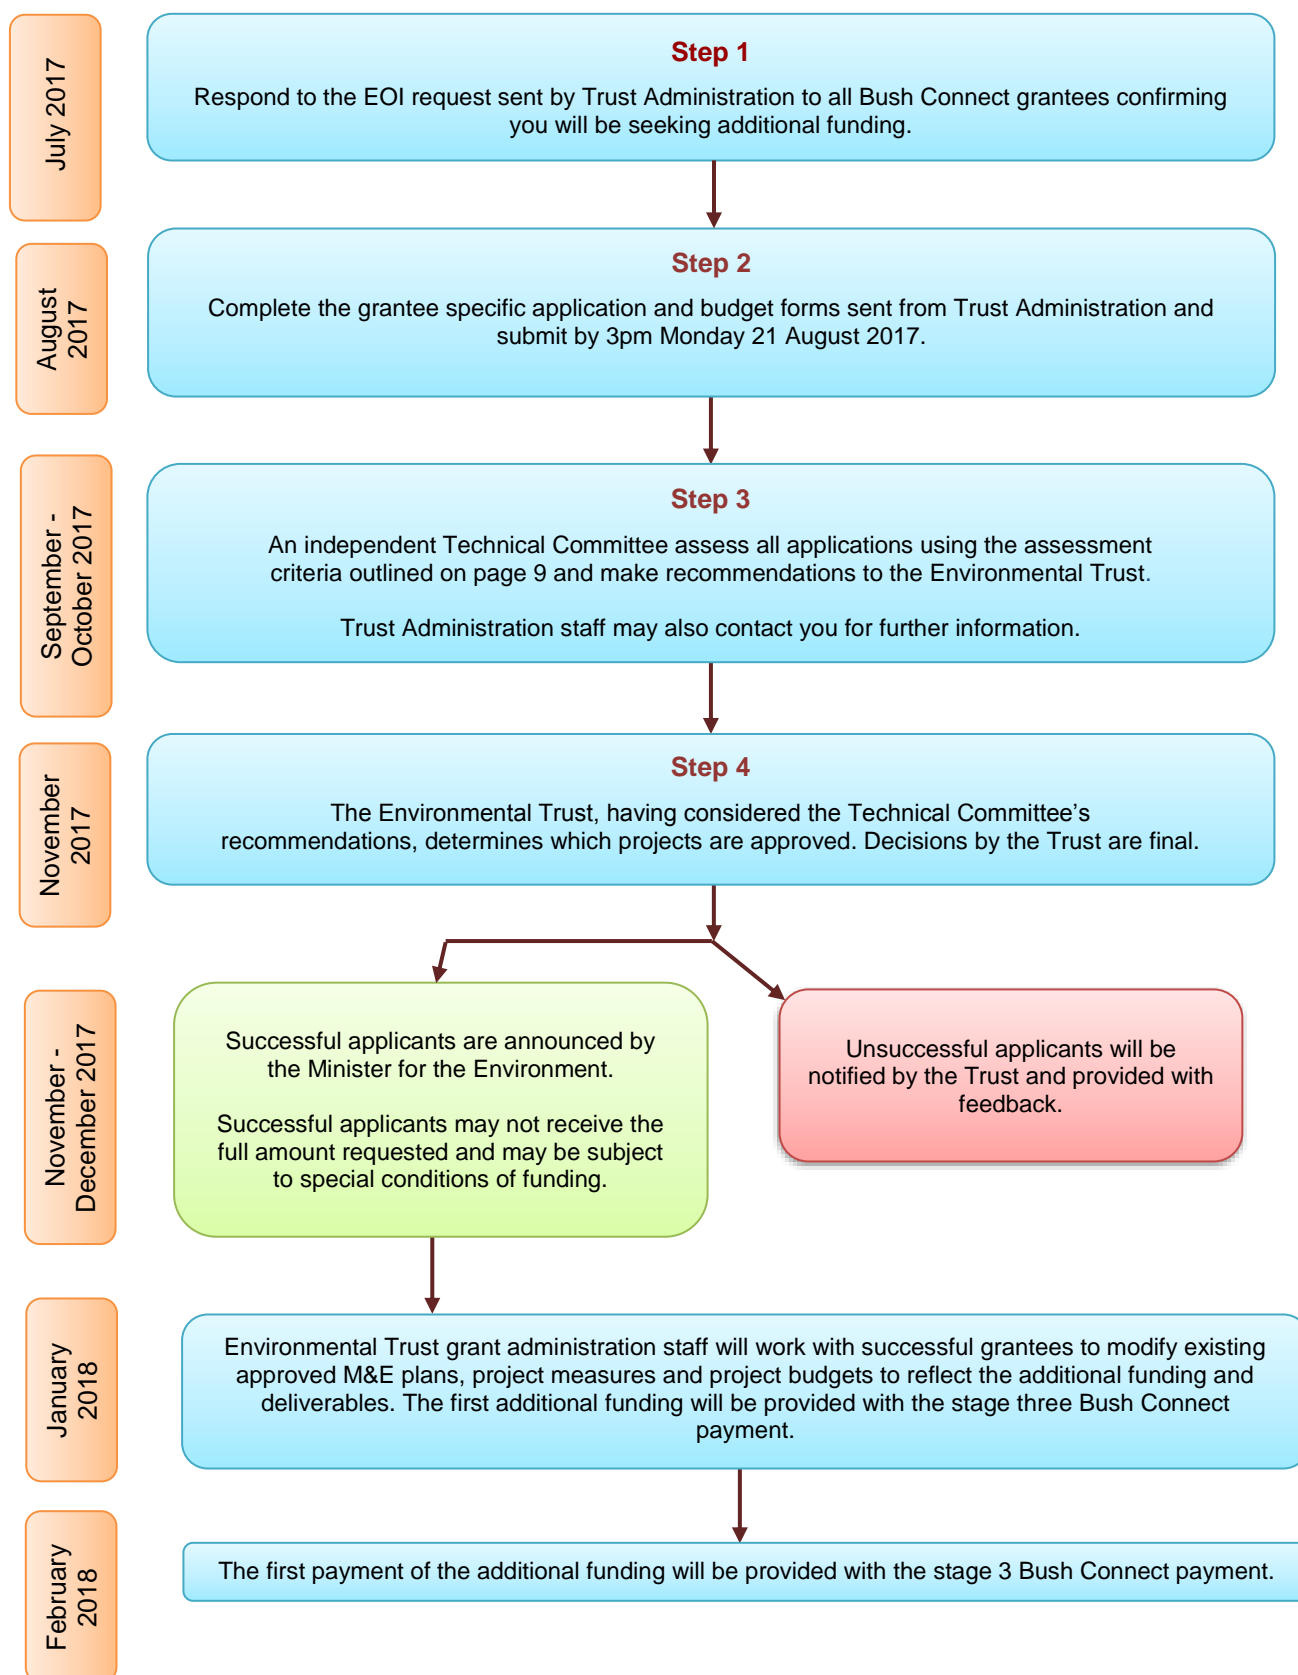 July 2017
Step 1
Respond to the EOI request sent by Trust Administration to all Bush Connect grantees confirming
you will be seeking additional funding.
August
2017
Step 2
Complete the grantee specific application and budget forms sent from Trust Administration and
submit by 3pm Monday 21 August 2017.
September -
October 2017
Step 3
An independent Technical Committee assess all applications using the assessment
criteria outlined on page 9 and make recommendations to the Environmental Trust.
Trust Administration staff may also contact you for further information.
November
2017
Step 4
The Environmental Trust, having considered the Technical Committee’s
recommendations, determines which projects are approved. Decisions by the Trust are final.
November -
December 2017
Successful applicants are announced by
the Minister for the Environment.
Successful applicants may not receive the
full amount requested and may be subject
to special conditions of funding.
Unsuccessful applicants will be
notified by the Trust and provided with
feedback.
January
2018
Environmental Trust grant administration staff will work with successful grantees to modify existing
approved M&E plans, project measures and project budgets to reflect the additional funding and
deliverables. The first additional funding will be provided with the stage three Bush Connect
payment.
February
2018
The first payment of the additional funding will be provided with the stage 3 Bush Connect payment.